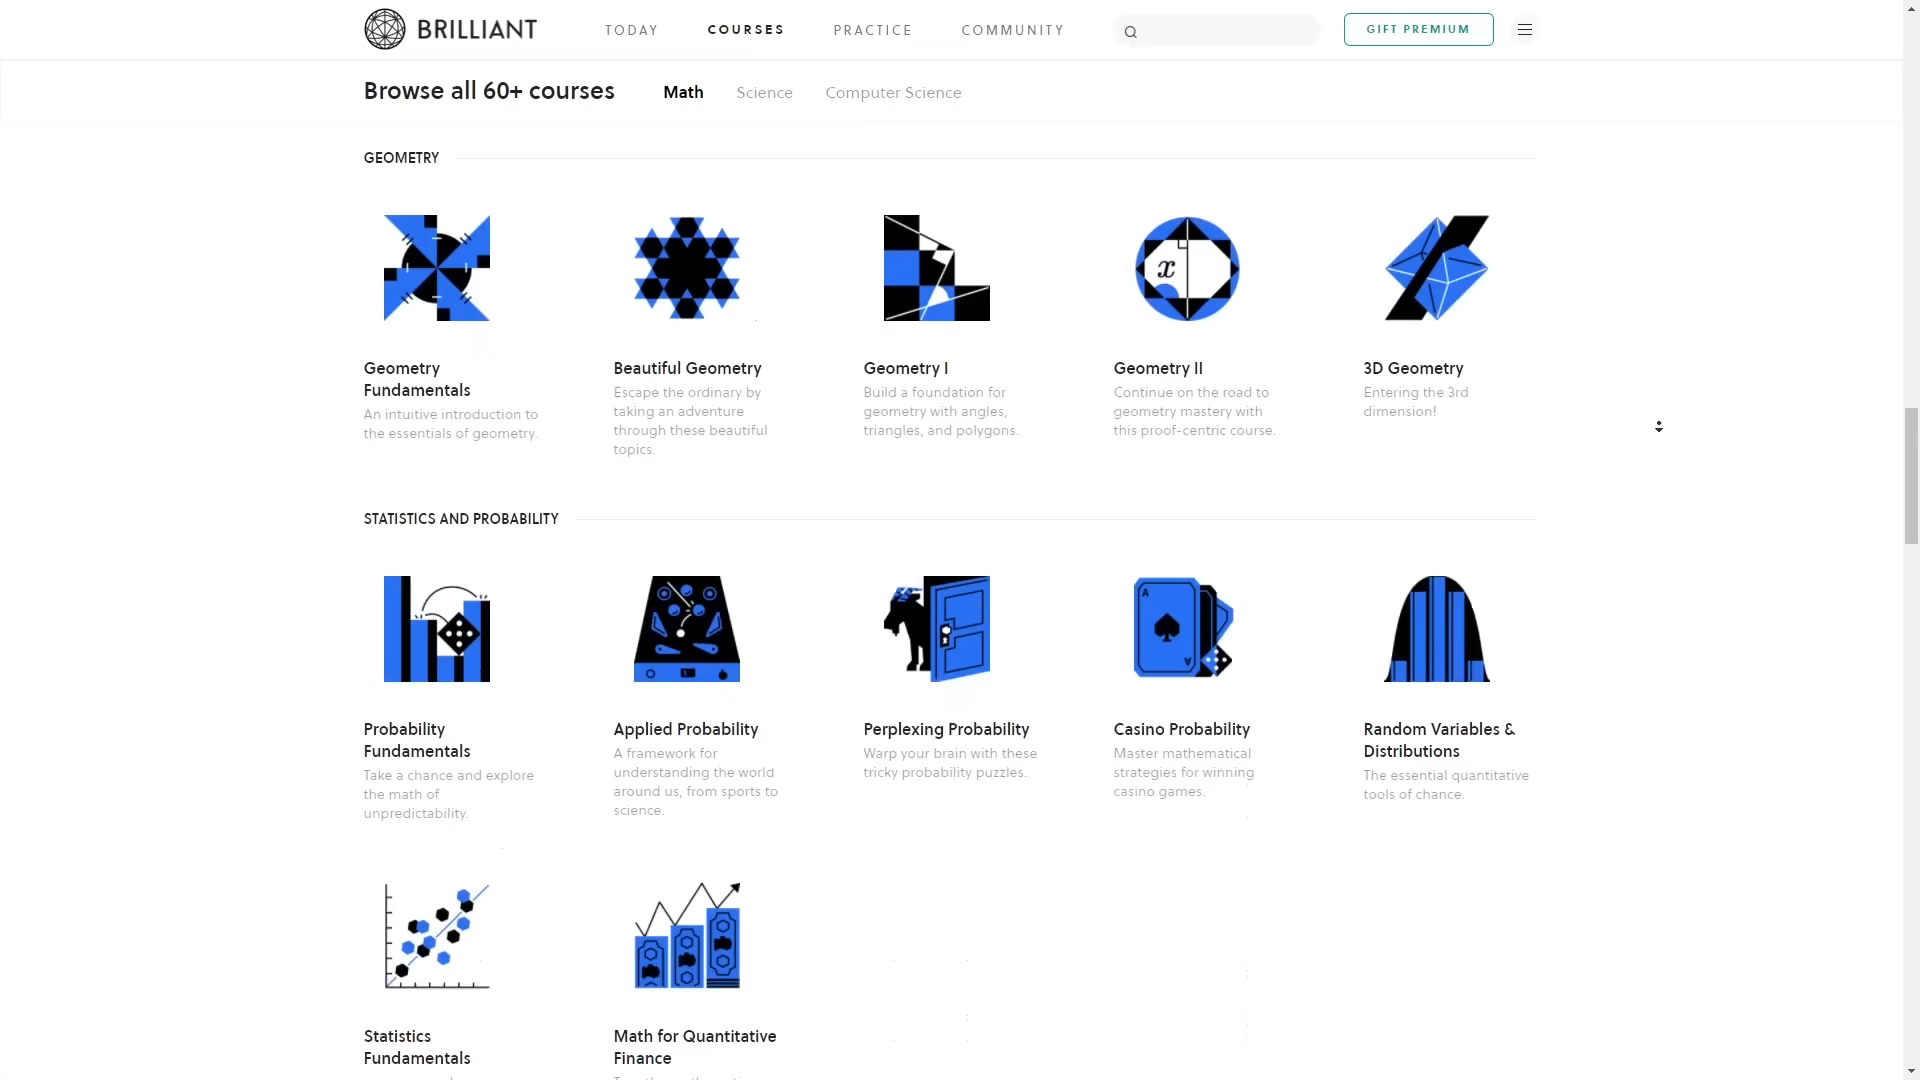 BRILLIANT
TODAY
COURSES
PRACTICE
COMMUNITY
GIFT PREMIUM
Browse all 60+ courses
Math
Science
Computer Science
GEOMETRY
x
Geometry
Fundamentals
An intuitive introduction to
the essentials of geometry.
Beautiful Geometry
Escape the ordinary by
taking an adventure
through these beautiful
topics.
Geometry I
Build a foundation for
geometry with angles,
triangles, and polygons.
Geometry II
Continue on the road to
geometry mastery with
this proof-centric course.
3D Geometry
Entering the 3rd
dimension!
STATISTICS AND PROBABILITY
A
A
Probability
Fundamentals
Take a chance and explore
the math of
unpredictability.
Applied Probability
A framework for
understanding the world
around us, from sports to
science.
Perplexing Probability
Warp your brain with these
tricky probability puzzles.
Casino Probability
Master mathematical
strategies for winning
casino games.
Random Variables &
Distributions
The essential quantitative
tools of chance.
Statistics
Fundamentals
Math for Quantitative
Finance